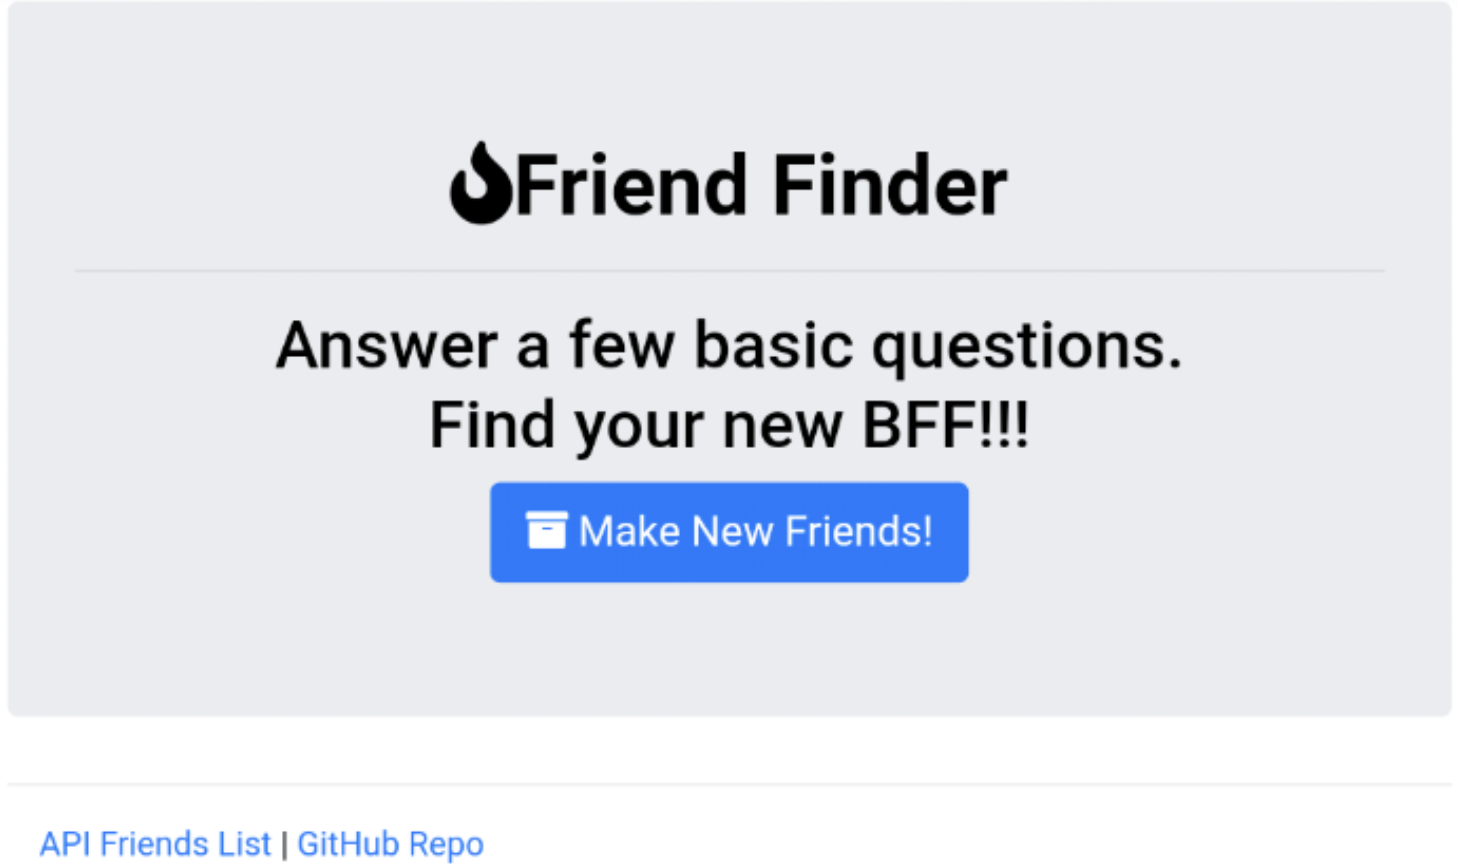 Friend Finder
Answer a few basic questions.
Find your new BFF!!!
Make New Friends!
API Friends List | GitHub Repo